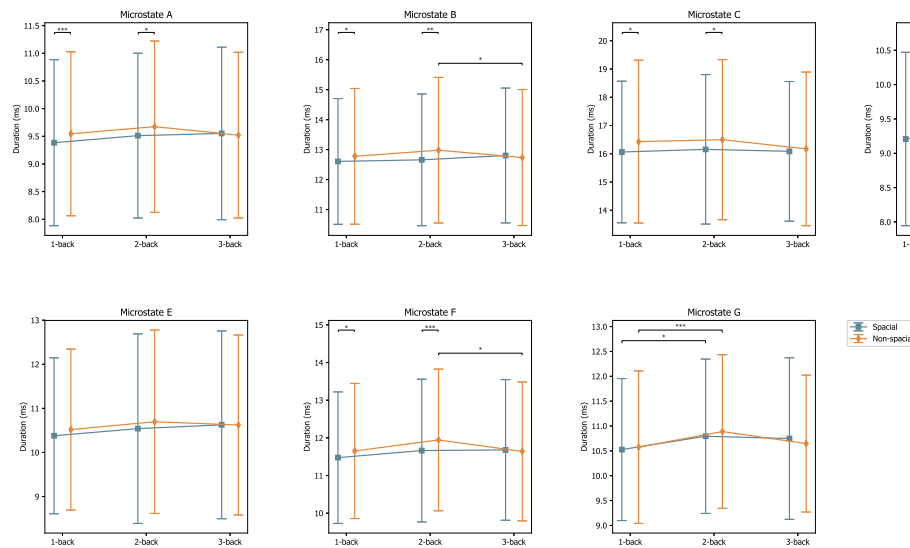 Microstate A
Duration (ms)
11.5
11.0
10.5
10.0
9.5
9.0
8.5
8.0
***
*
1-back
2-back
3-back
Microstate B
Duration (ms)
17
16
15
14
13
12
11
*
**
*
1-back
2-back
3-back
Microstate C
Duration (ms)
20
19
18
17
16
15
14
*
*
1-back
2-back
3-back
Duration (ms)
10.5
10.0
9.5
9.0
8.5
8.0
1-
Microstate E
Duration (ms)
13
12
11
10
9
1-back
2-back
3-back
Microstate F
Duration (ms)
15
14
13
12
11
10
*
***
*
1-back
2-back
3-back
Microstate G
Duration (ms)
13.0
12.5
12.0
11.5
11.0
10.5
10.0
9.5
9.0
***
*
1-back
2-back
3-back
Spacial
Non-spacia